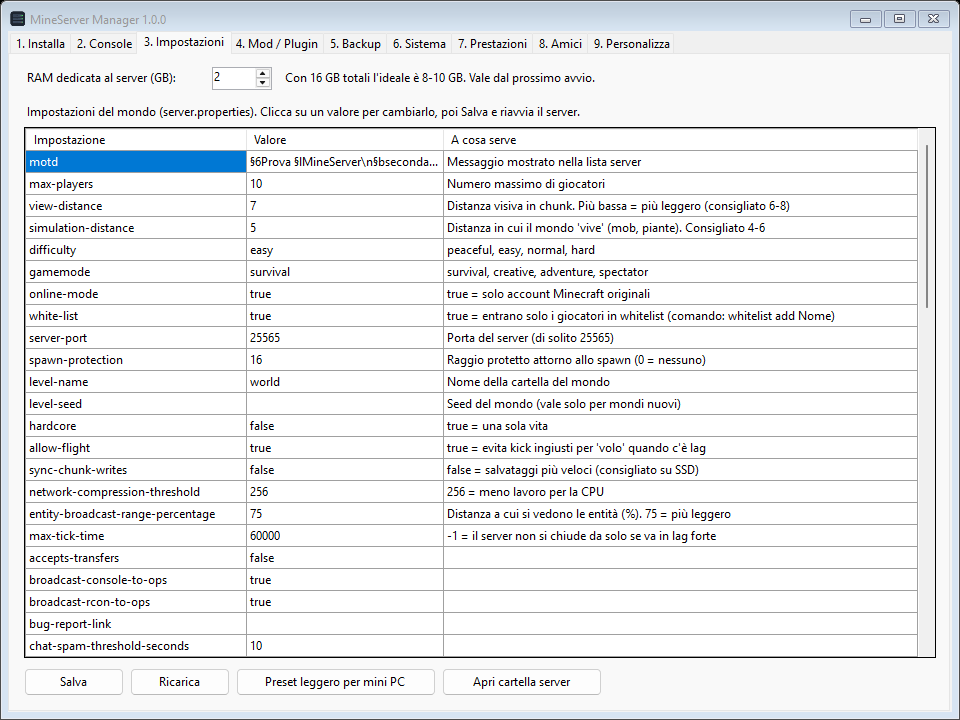 MineServer Manager 1.0.0
1. Installa 2. Console 3. Impostazioni 4. Mod / Plugin 5. Backup 6. Sistema 7. Prestazioni 8. Amici 9. Personalizza
RAM dedicata al server (GB): 2 Con 16 GB totali l'ideale è 8-10 GB. Vale dal prossimo avvio.
Impostazioni del mondo (server.properties). Clicca su un valore per cambiarlo, poi Salva e riavvia il server.
Impostazione Valore A cosa serve
motd §6Prova §lMineServer\n§bseconda... Messaggio mostrato nella lista server
max-players 10 Numero massimo di giocatori
view-distance 7 Distanza visiva in chunk. Più bassa = più leggero (consigliato 6-8)
simulation-distance 5 Distanza in cui il mondo 'vive' (mob, piante). Consigliato 4-6
difficulty easy peaceful, easy, normal, hard
gamemode survival survival, creative, adventure, spectator
online-mode true true = solo account Minecraft originali
white-list true true = entrano solo i giocatori in whitelist (comando: whitelist add Nome)
server-port 25565 Porta del server (di solito 25565)
spawn-protection 16 Raggio protetto attorno allo spawn (0 = nessuno)
level-name world Nome della cartella del mondo
level-seed Seed del mondo (vale solo per mondi nuovi)
hardcore false true = una sola vita
allow-flight true true = evita kick ingiusti per 'volo' quando c'è lag
sync-chunk-writes false false = salvataggi più veloci (consigliato su SSD)
network-compression-threshold 256 256 = meno lavoro per la CPU
entity-broadcast-range-percentage 75 Distanza a cui si vedono le entità (%). 75 = più leggero
max-tick-time 60000 -1 = il server non si chiude da solo se va in lag forte
accepts-transfers false
broadcast-console-to-ops true
broadcast-rcon-to-ops true
bug-report-link
chat-spam-threshold-seconds 10
Salva Ricarica Preset leggero per mini PC Apri cartella server